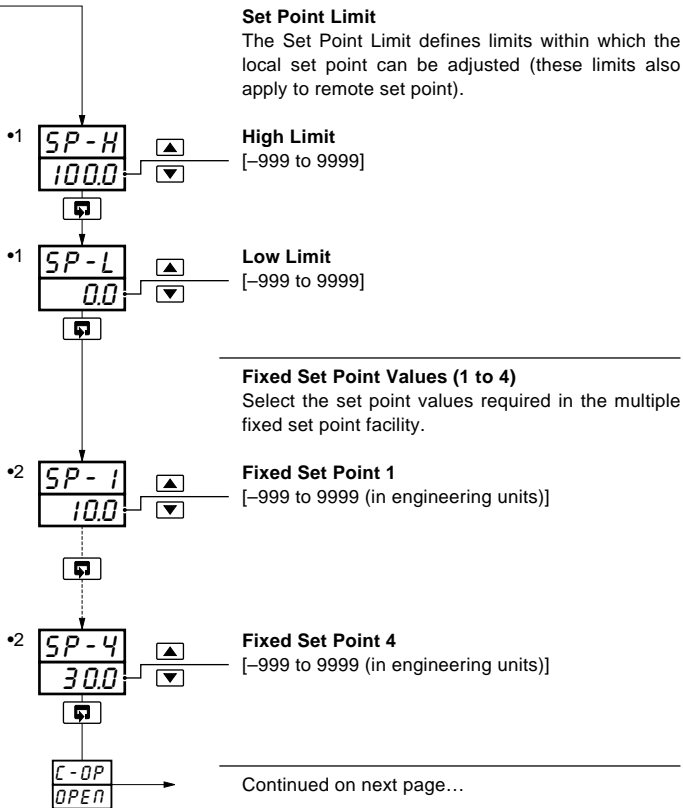 Set Point Limit
The Set Point Limit defines limits within which the
local set point can be adjusted (these limits also
apply to remote set point).
•1 SP-H
100.0
High Limit
[–999 to 9999]
•1 SP-L
0.0
Low Limit
[–999 to 9999]
Fixed Set Point Values (1 to 4)
Select the set point values required in the multiple
fixed set point facility.
•2 SP-1
10.0
Fixed Set Point 1
[–999 to 9999 (in engineering units)]
•2 SP-4
30.0
Fixed Set Point 4
[–999 to 9999 (in engineering units)]
C-OP
OPEN
Continued on next page…